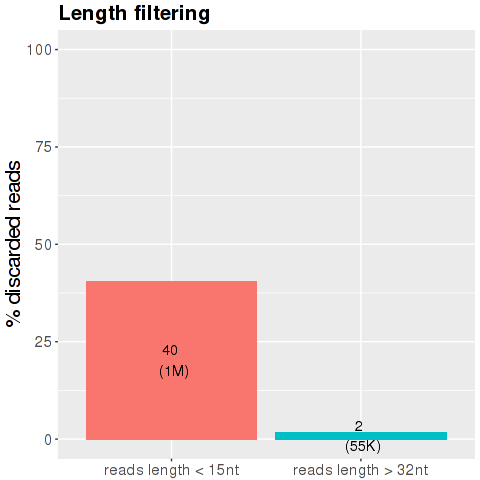 Length filtering
% discarded reads
100
75
50
25
0
40
(1M)
2
(55K)
reads length < 15nt
reads length > 32nt